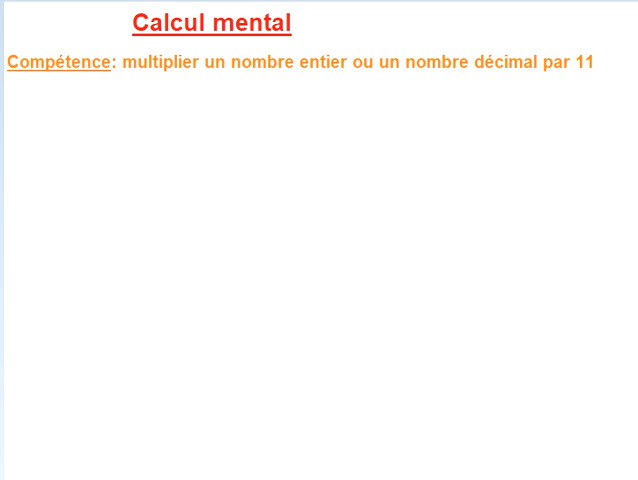 Calcul mental
Compétence: multiplier un nombre entier ou un nombre décimal par 11